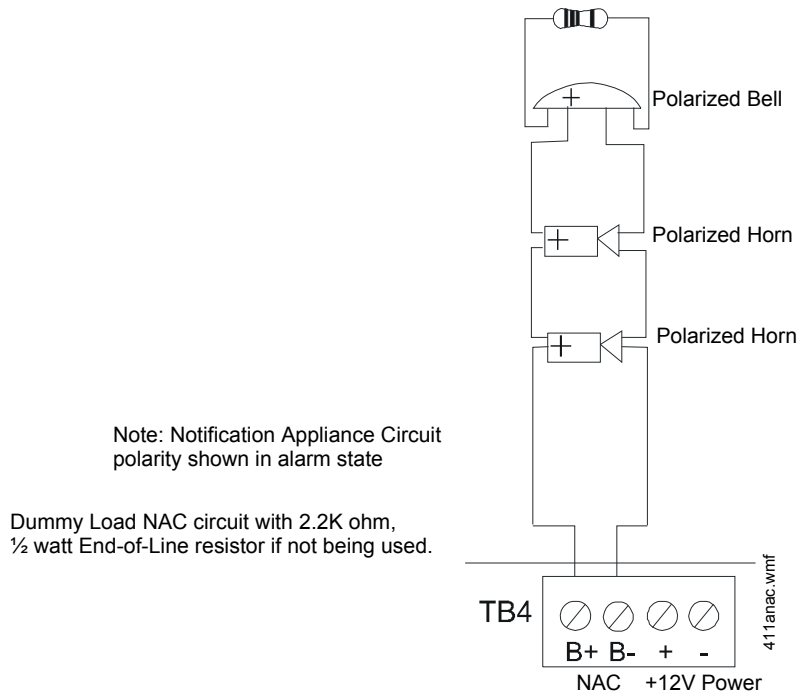 +
Polarized Bell
+
Polarized Horn
+
Polarized Horn
Note: Notification Appliance Circuit
polarity shown in alarm state
Dummy Load NAC circuit with 2.2K ohm,
½ watt End-of-Line resistor if not being used.
411anac.wmf
TB4
B+ B- + -
NAC +12V Power